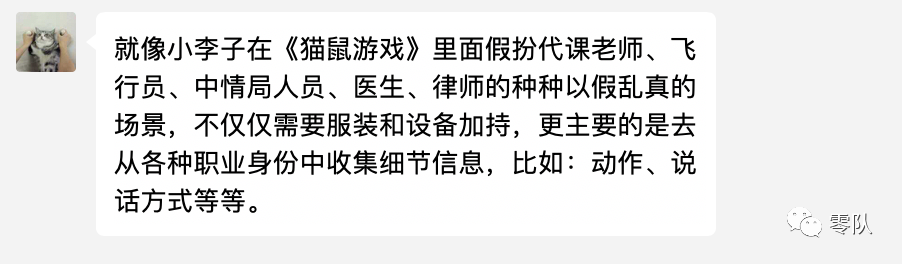 就像小李子在《猫鼠游戏》里面假扮代课老师、飞
行员、中情局人员、医生、律师的种种以假乱真的
场景，不仅仅需要服装和设备加持，更主要的是去
从各种职业身份中收集细节信息，比如：动作、说
话方式等等。
零队